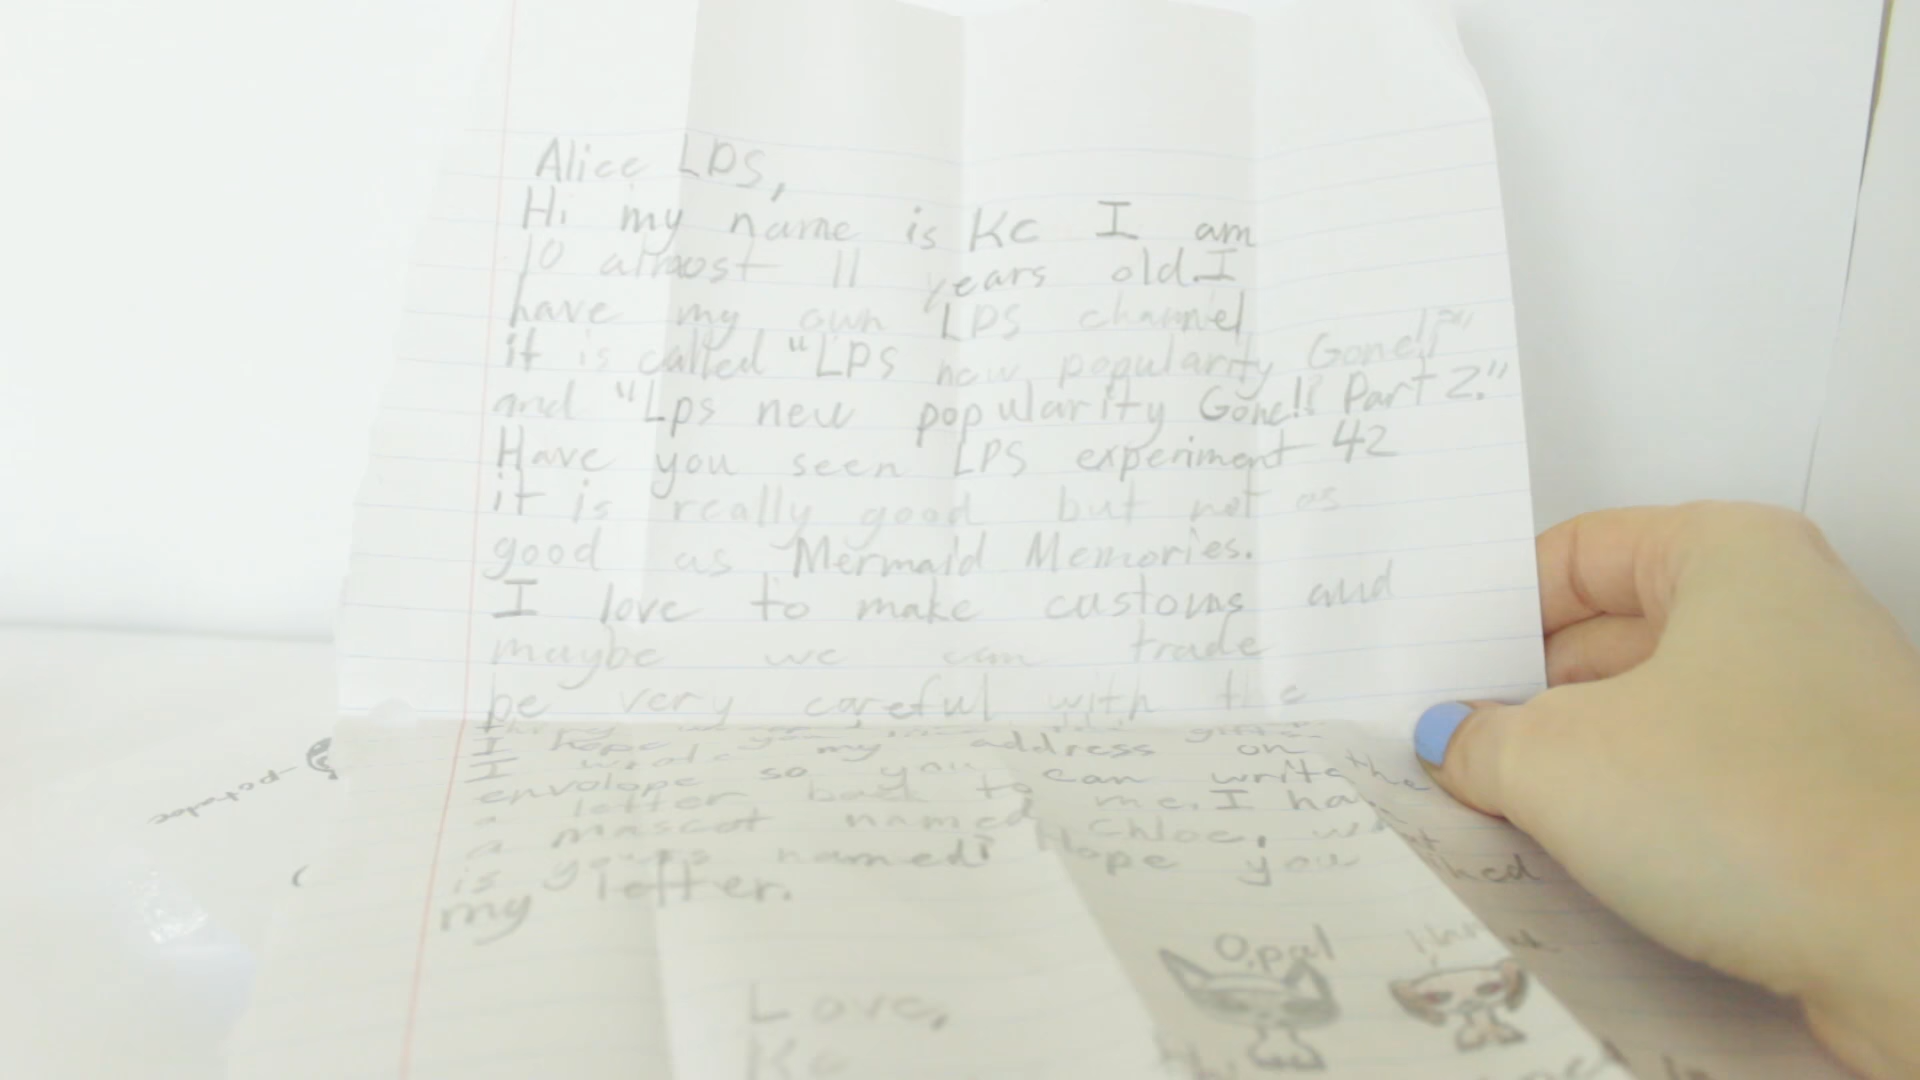 Alice LPS,
Hi my name is Kc I am
10 almost 11 years old.I
have my own LPS channel
it is called "LPS new popularity Gone!!"
and "Lps new popularity Gone!! Part 2."
Have you seen LPS experiment 42
it is really good but not as
good as Mermaid Memories.
I love to make customs and
maybe we can trade
be very careful with the
I hope you
I my address on the
envelope so you can write
a letter back to me. I have
a mascot named Chloe, what
is yours named? Hope you
my letter.
Love,
Kc
Opal
Hannah